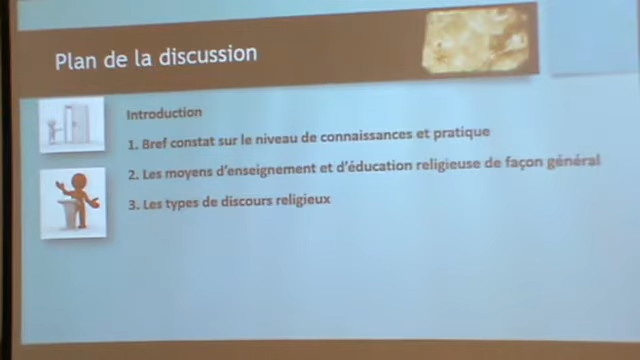 Plan de la discussion
Introduction
1. Bref constat sur le niveau de connaissances et pratique
2. Les moyens d'enseignement et d'éducation religieuse de façon général
3. Les types de discours religieux